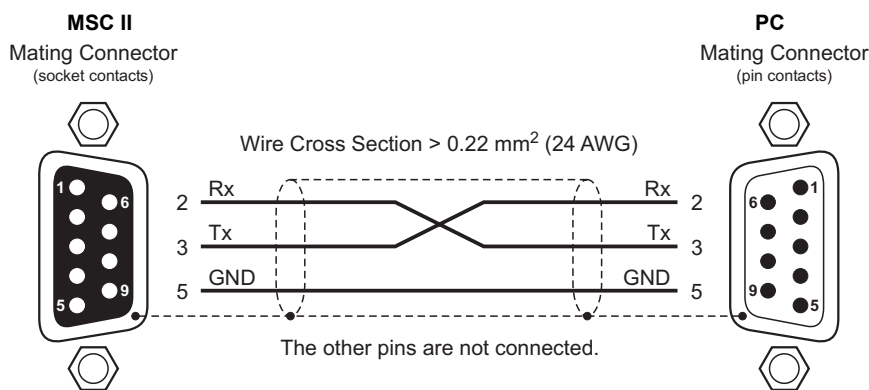 MSC II
Mating Connector
(socket contacts)
PC
Mating Connector
(pin contacts)
Wire Cross Section > 0.22 mm² (24 AWG)
1
6
5
9
2 Rx Rx 2
3 Tx Tx 3
5 GND GND 5
6
1
9
5
The other pins are not connected.